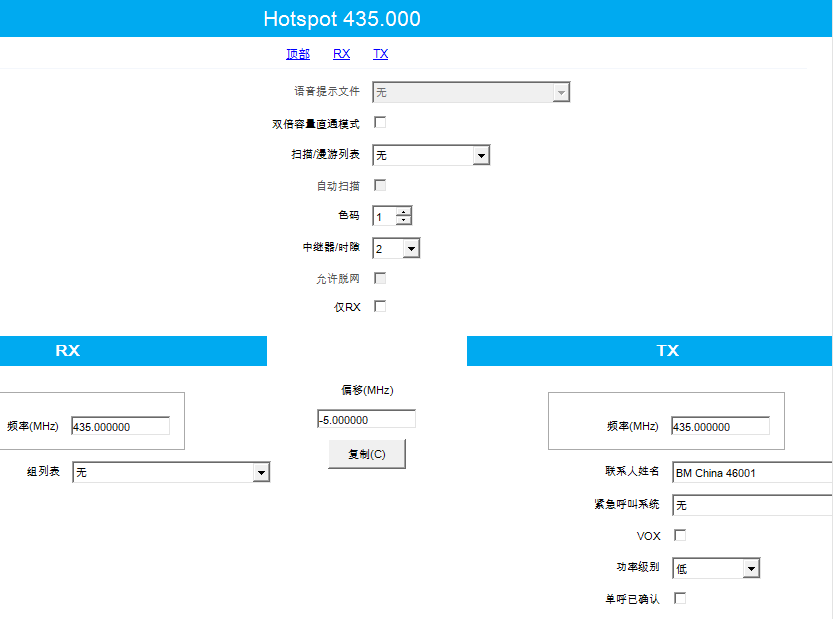 Hotspot 435.000
顶部 RX TX
语音提示文件 无
双倍容量直通模式
扫描/漫游列表 无
自动扫描
色码 1
中继器/时隙 2
允许脱网
仅RX
RX TX
偏移(MHz)
-5.000000
频率(MHz) 435.000000
复制(C)
组列表 无
频率(MHz) 435.000000
联系人姓名 BM China 46001
紧急呼叫系统 无
VOX
功率级别 低
单呼已确认